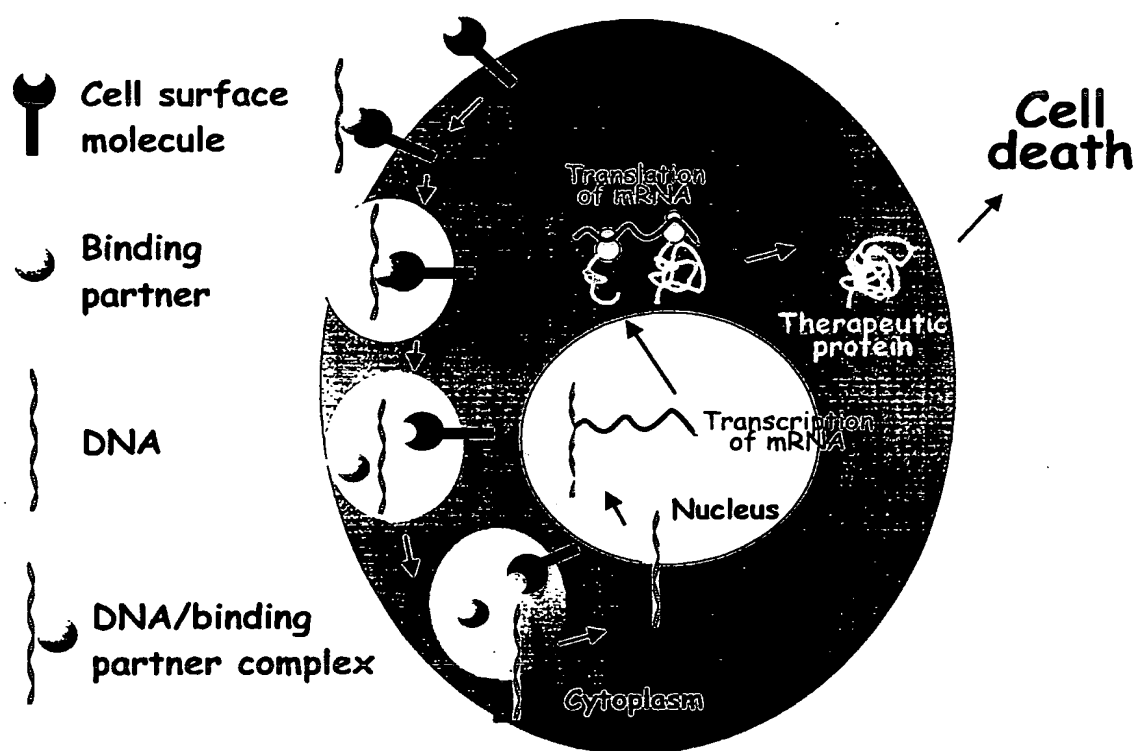 Cell surface
molecule
Binding
partner
DNA
DNA/binding
partner complex
Translation
of mRNA
Therapeutic
protein
Transcription
of mRNA
Nucleus
Cytoplasm
Cell
death